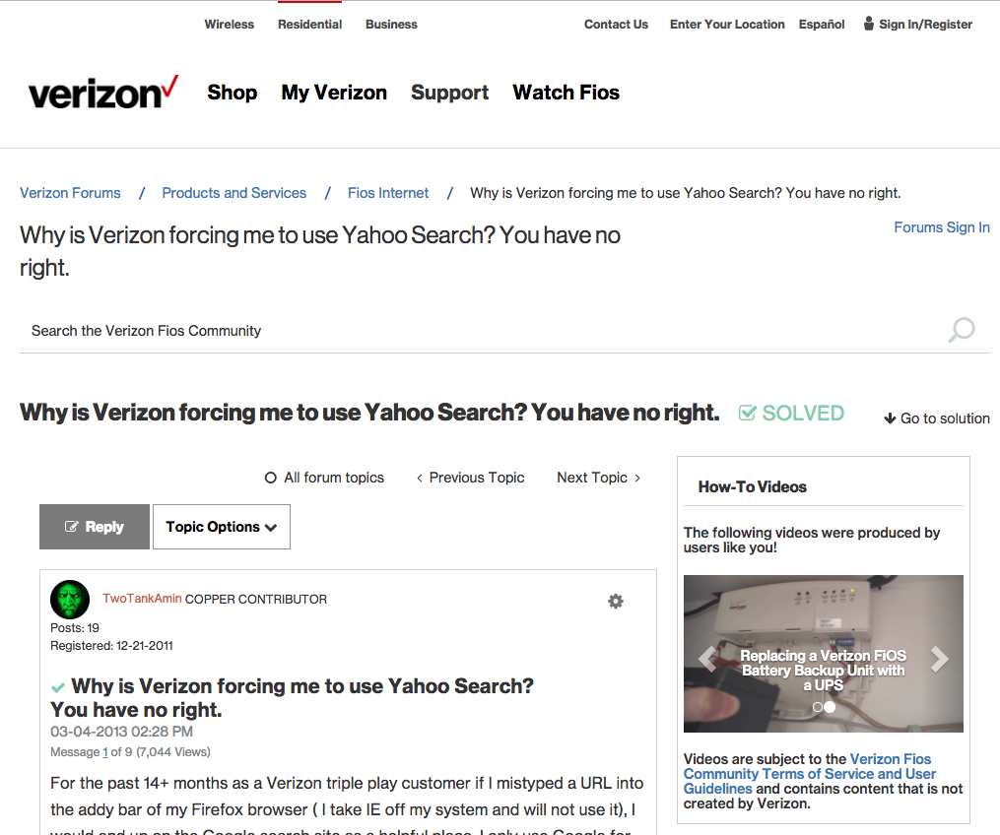 Wireless Residential Business Contact Us Enter Your Location Español Sign In/Register
verizon Shop My Verizon Support Watch Fios
Verizon Forums / Products and Services / Fios Internet / Why is Verizon forcing me to use Yahoo Search? You have no right.
Why is Verizon forcing me to use Yahoo Search? You have no
right.
Forums Sign In
Search the Verizon Fios Community
Why is Verizon forcing me to use Yahoo Search? You have no right. SOLVED Go to solution
All forum topics Previous Topic Next Topic
Reply Topic Options
TwoTankAmin COPPER CONTRIBUTOR
Posts: 19
Registered: 12-21-2011
Why is Verizon forcing me to use Yahoo Search?
You have no right.
03-04-2013 02:28 PM
Message 1 of 9 (7,044 Views)
For the past 14+ months as a Verizon triple play customer if I mistyped a URL into
the addy bar of my Firefox browser ( I take IE off my system and will not use it), I
would end up on the Google search site as a helpful place. I only use Google for
How-To Videos
The following videos were produced by
users like you!
Replacing a Verizon FiOS
Battery Backup Unit with
a UPS
Videos are subject to the Verizon Fios
Community Terms of Service and User
Guidelines and contains content that is not
created by Verizon.